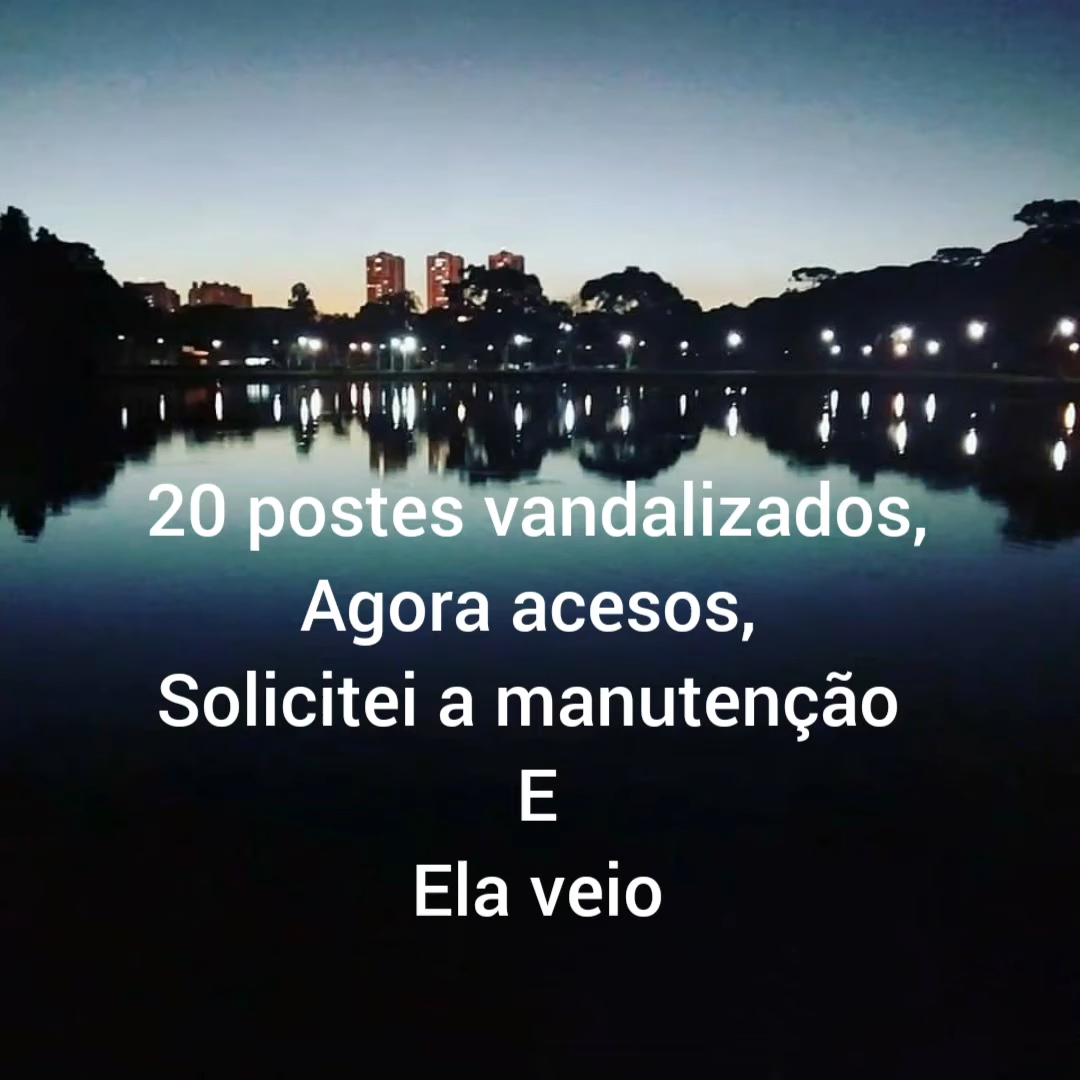 20 postes vandalizados,
Agora acesos,
Solicitei a manutenção
E
Ela veio